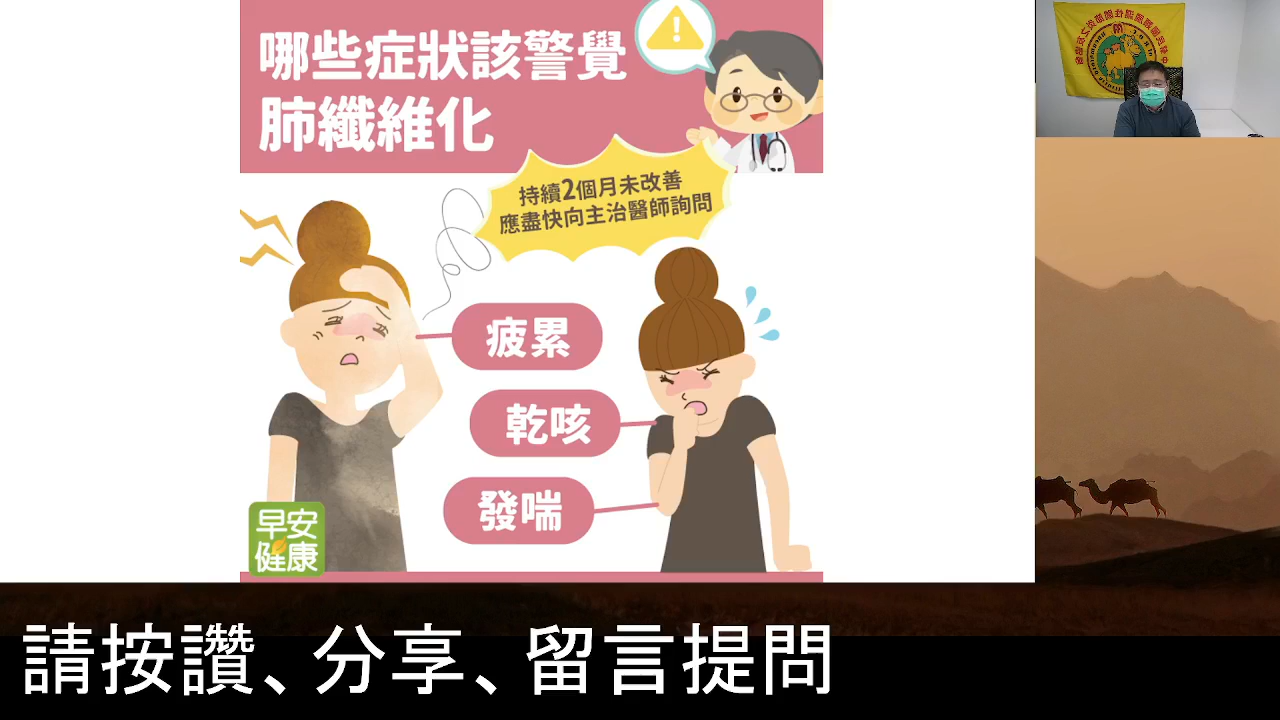 哪些症狀該警覺
肺纖維化
!
持續2個月未改善
應盡快向主治醫師詢問
疲累
乾咳
發喘
早安
健康
請按讚、分享、留言提問